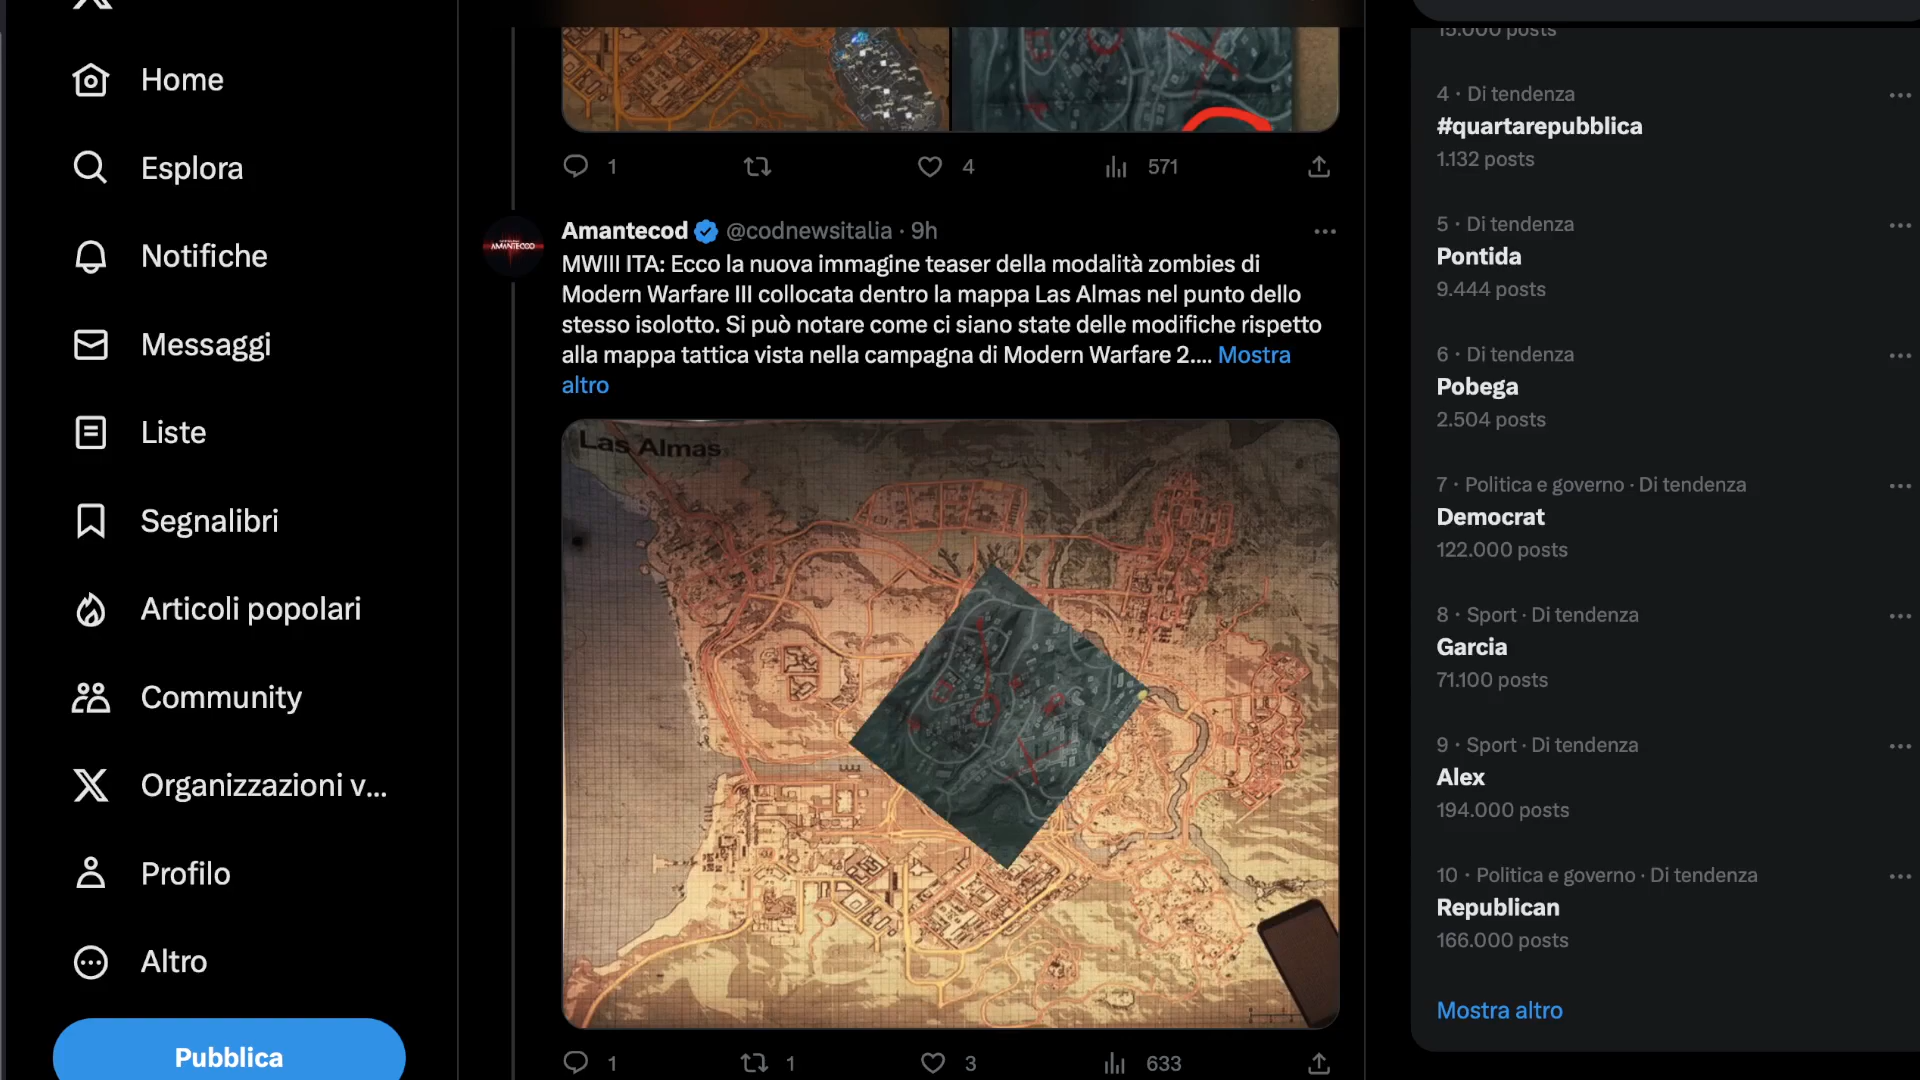 Home
Esplora
Notifiche
Messaggi
Liste
Segnalibri
Articoli popolari
Community
Organizzazioni v...
Profilo
Altro
Pubblica
1
4
571
AMANTECOD
Amantecod @codnewsitalia · 9h
MWIII ITA: Ecco la nuova immagine teaser della modalità zombies di
Modern Warfare III collocata dentro la mappa Las Almas nel punto dello
stesso isolotto. Si può notare come ci siano state delle modifiche rispetto
alla mappa tattica vista nella campagna di Modern Warfare 2.... Mostra
altro
Las Almas
1
1
3
633
15.000 posts
4 · Di tendenza
#quartarepubblica
1.132 posts
5 · Di tendenza
Pontida
9.444 posts
6 · Di tendenza
Pobega
2.504 posts
7 · Politica e governo · Di tendenza
Democrat
122.000 posts
8 · Sport · Di tendenza
Garcia
71.100 posts
9 · Sport · Di tendenza
Alex
194.000 posts
10 · Politica e governo · Di tendenza
Republican
166.000 posts
Mostra altro